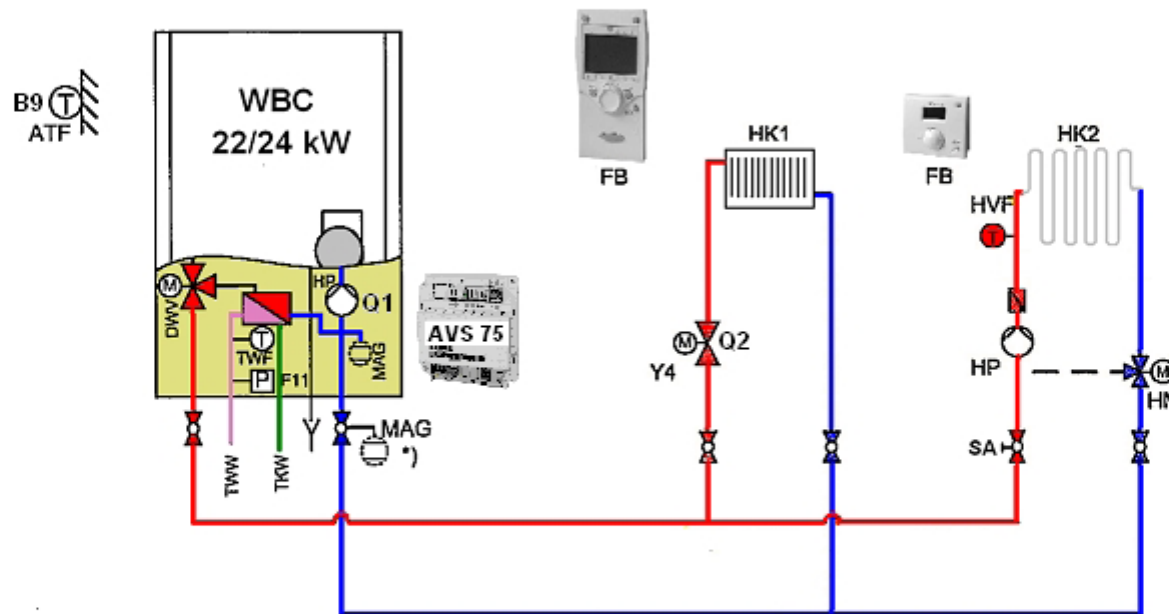 B9
T
ATF
WBC
22/24 kW
FB
HK1
FB
HK2
HVF
T
M
DWV
HP
Q1
AVS 75
TWF
T
MAG
P
F11
M
Q2
Y4
HP
M
SA
MAG
*)
TWW
TKW